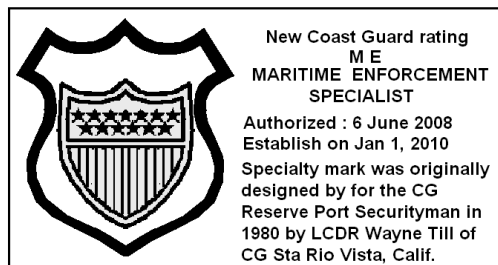 New Coast Guard rating
M E
MARITIME ENFORCEMENT
SPECIALIST
Authorized : 6 June 2008
Establish on Jan 1, 2010
Specialty mark was originally
designed by for the CG
Reserve Port Securityman in
1980 by LCDR Wayne Till of
CG Sta Rio Vista, Calif.